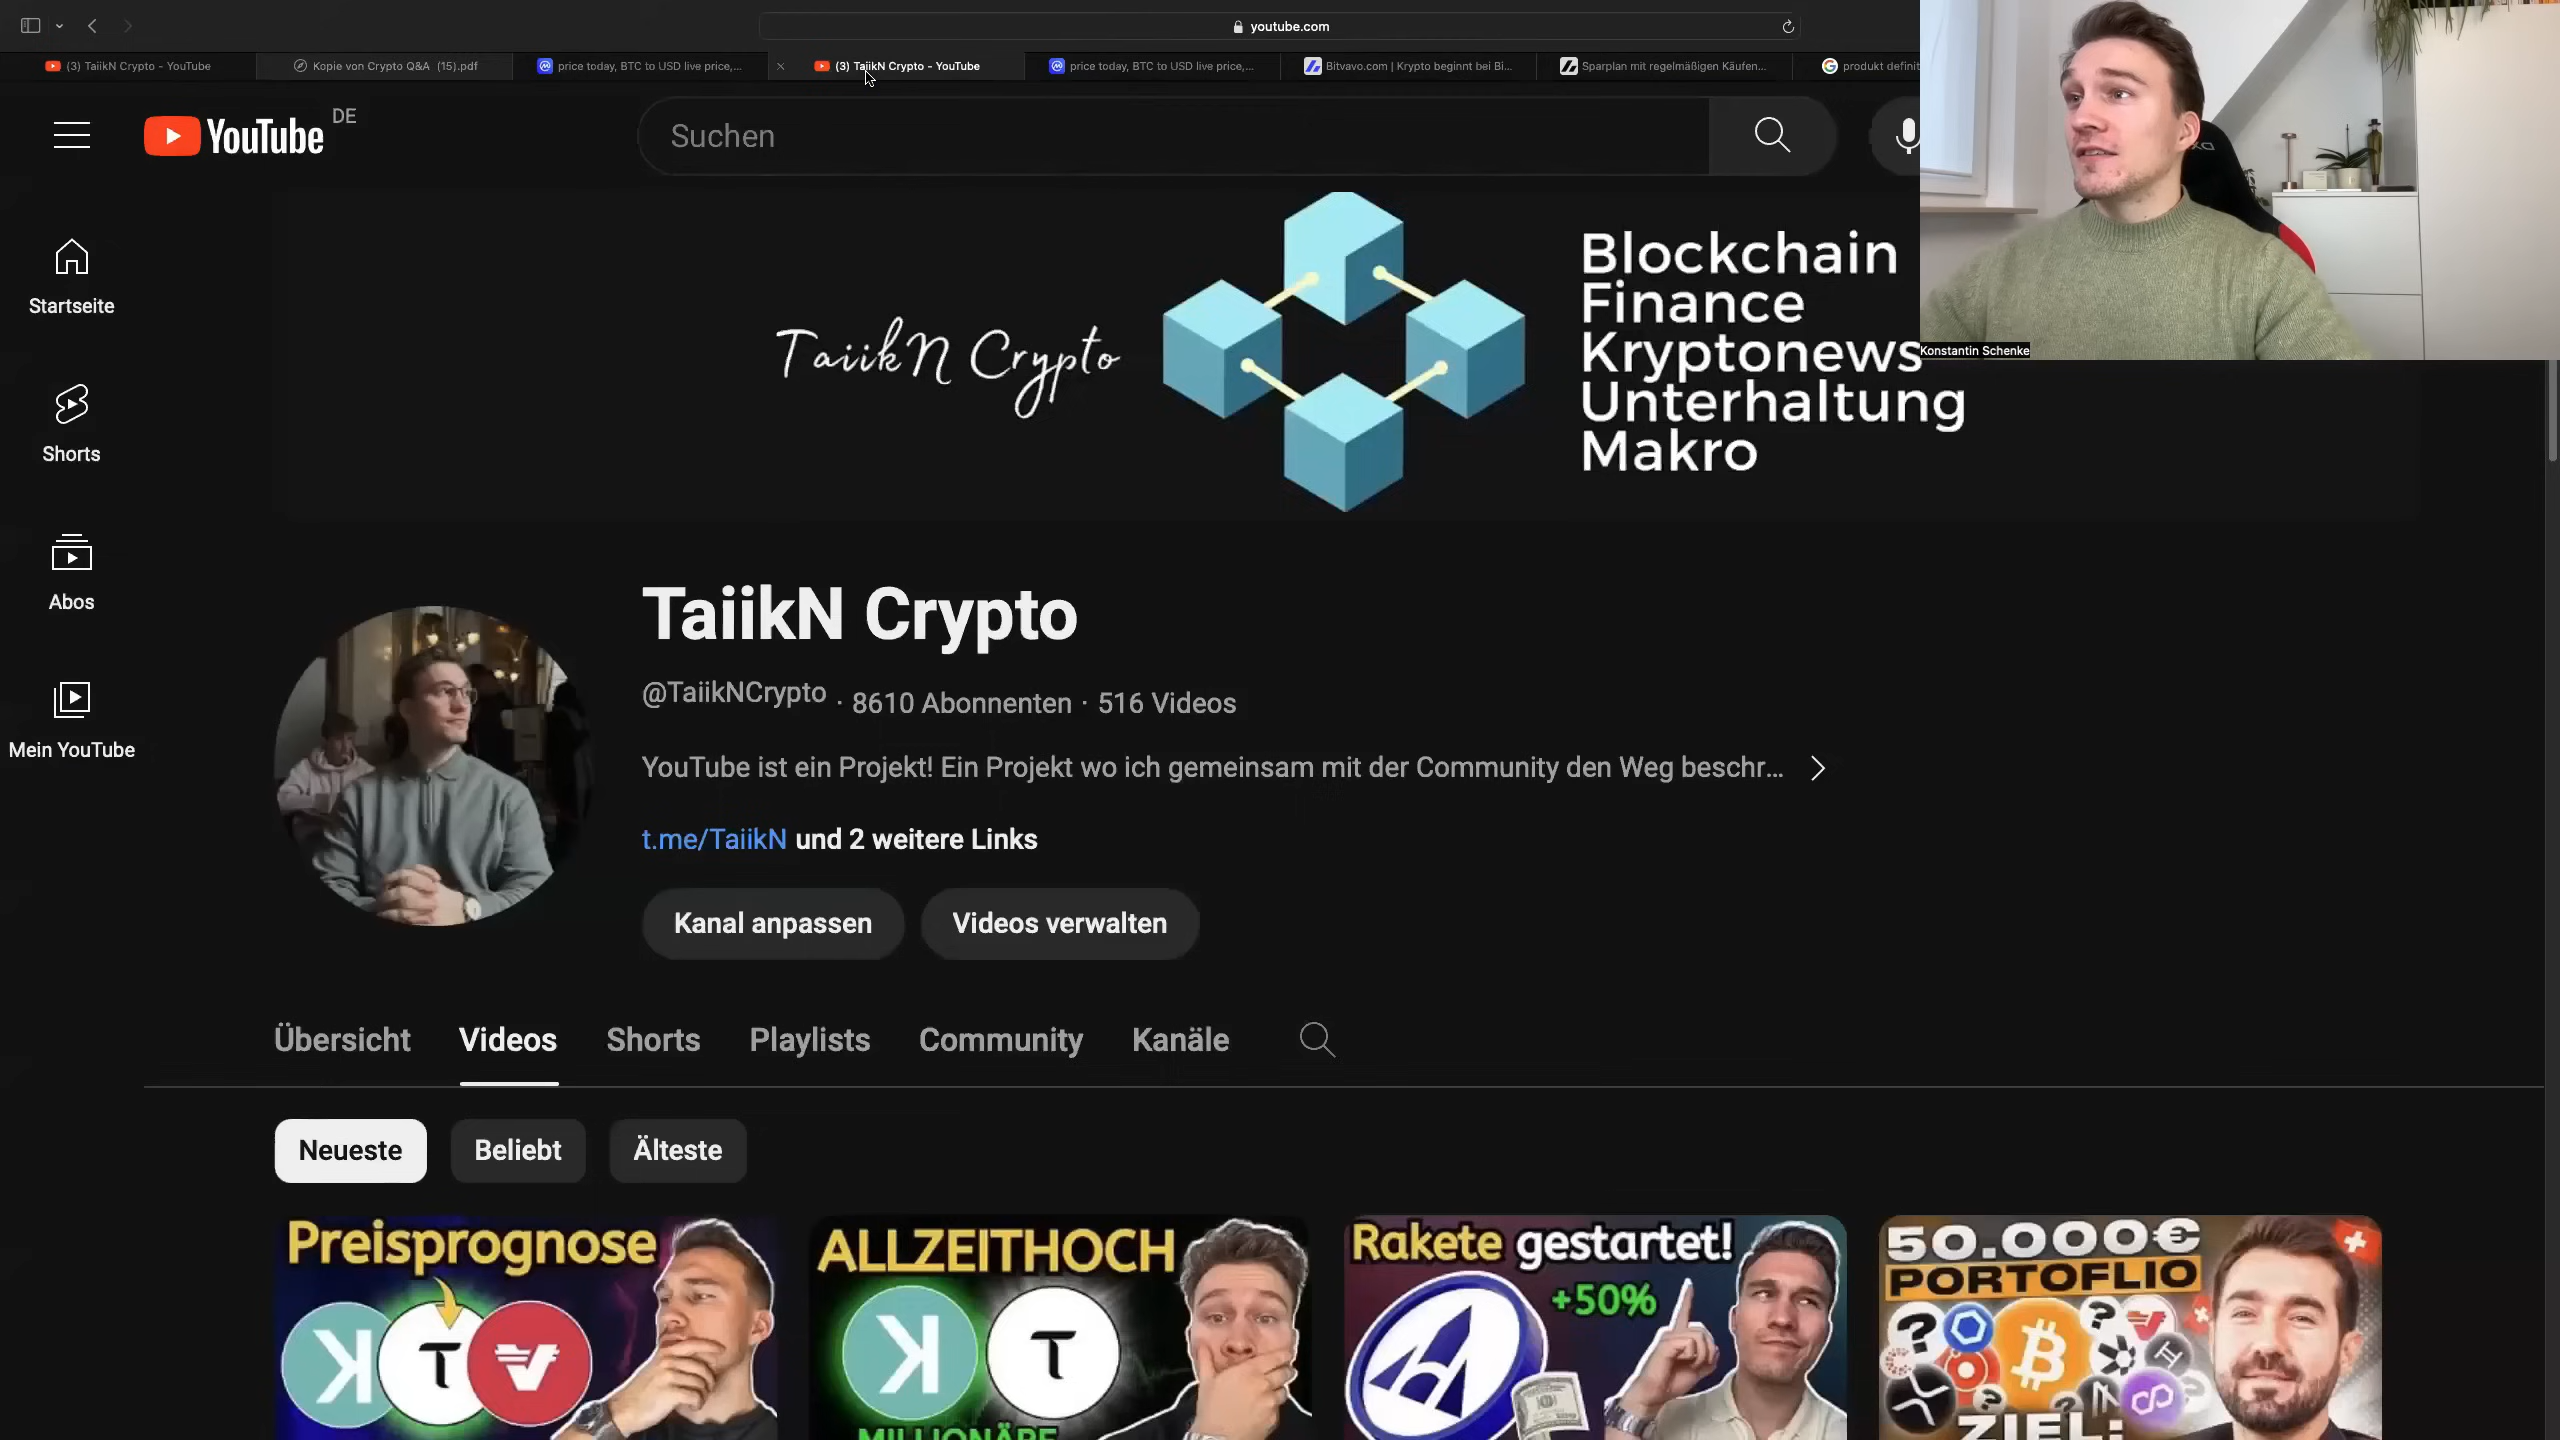 youtube.com
(3) TaiikN Crypto - YouTube
Kopie von Crypto Q&A (15).pdf
price today, BTC to USD live price,...
(3) TaiikN Crypto - YouTube
price today, BTC to USD live price,...
Bitvavo.com | Krypto beginnt bei Bi...
Sparplan mit regelmäßigen Käufen...
produkt definit
YouTube
DE
Suchen
Startseite
Shorts
Abos
Mein YouTube
TaiikN Crypto
Blockchain
Finance
Kryptonews
Unterhaltung
Makro
Konstantin Schenke
TaiikN Crypto
@TaiikNCrypto · 8610 Abonnenten · 516 Videos
YouTube ist ein Projekt! Ein Projekt wo ich gemeinsam mit der Community den Weg beschr...
t.me/TaiikN und 2 weitere Links
Kanal anpassen
Videos verwalten
Übersicht
Videos
Shorts
Playlists
Community
Kanäle
Neueste
Beliebt
Älteste
Preisprognose
ALLZEITHOCH
MILLIONÄRE
Rakete gestartet!
+50%
50.000€
PORTOFLIO
ZIEL: